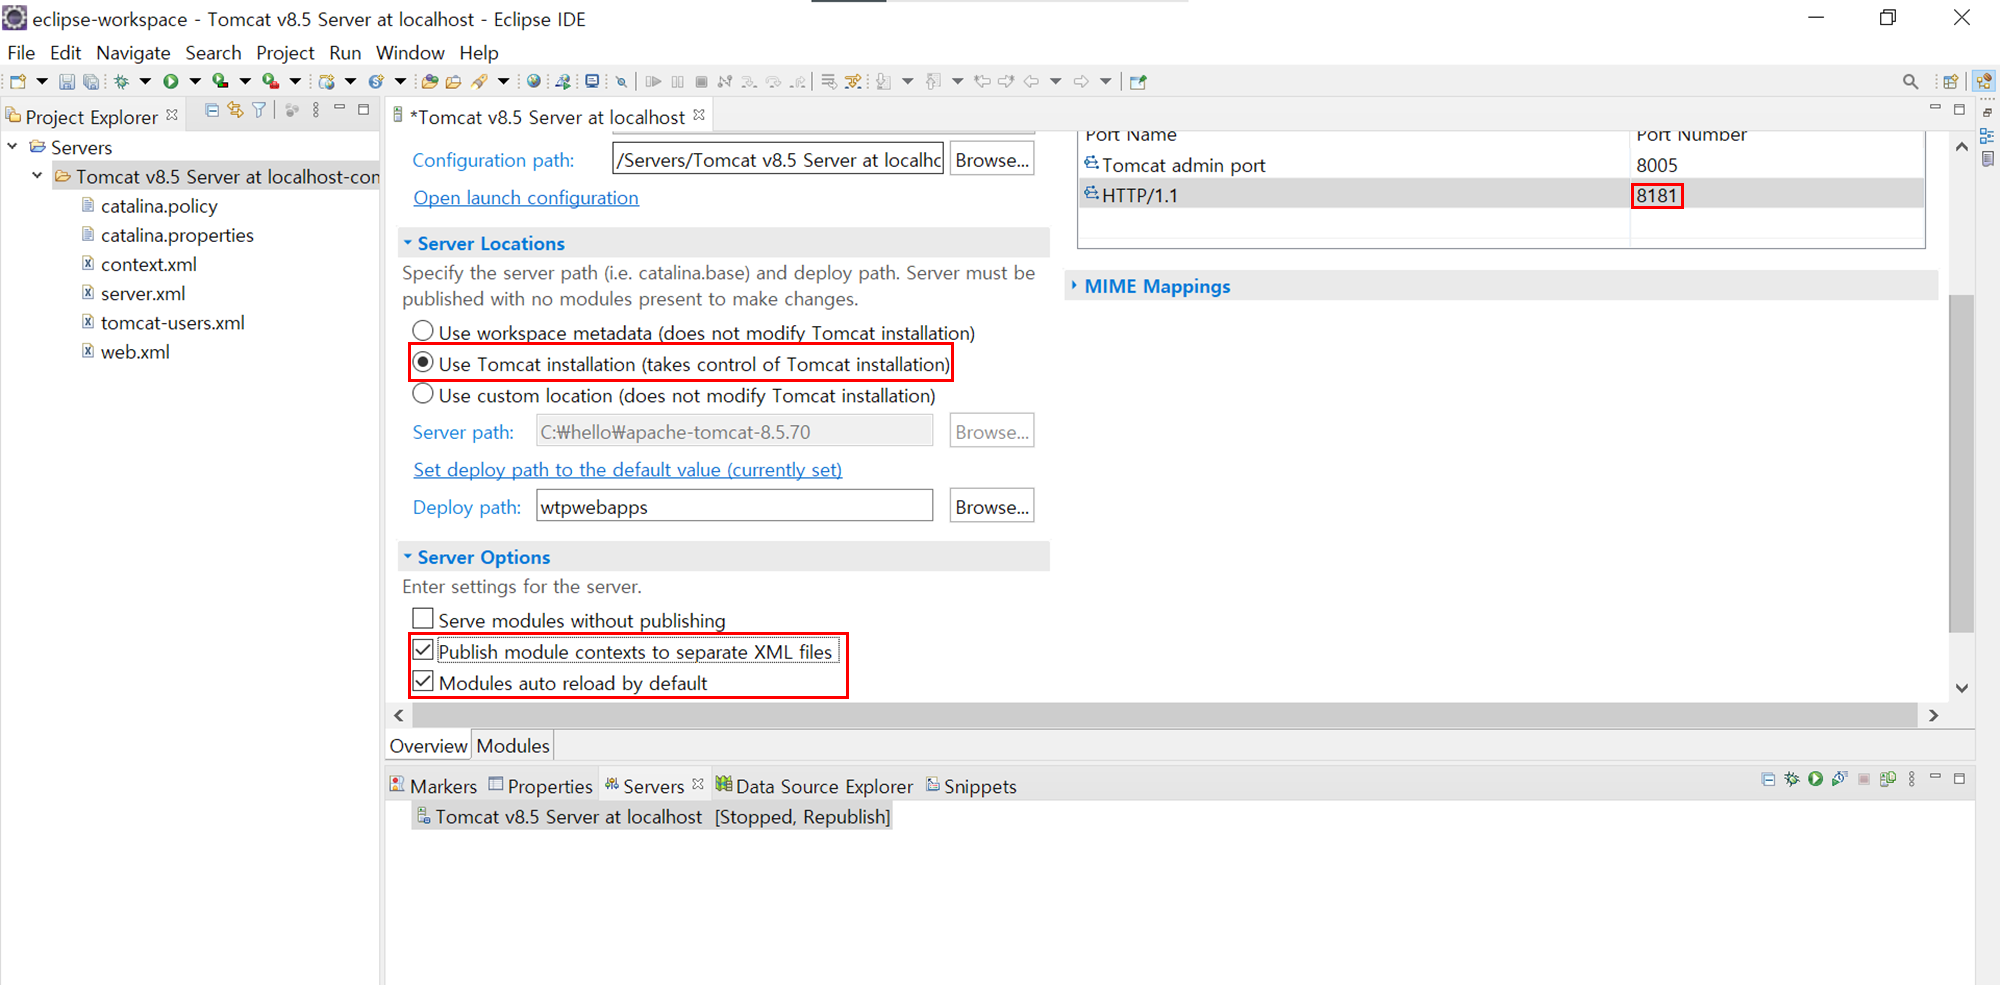 eclipse-workspace - Tomcat v8.5 Server at localhost - Eclipse IDE
File Edit Navigate Search Project Run Window Help
Project Explorer
Servers
Tomcat v8.5 Server at localhost-con
catalina.policy
catalina.properties
context.xml
server.xml
tomcat-users.xml
web.xml
*Tomcat v8.5 Server at localhost
Configuration path: /Servers/Tomcat v8.5 Server at localhc Browse...
Open launch configuration
Server Locations
Specify the server path (i.e. catalina.base) and deploy path. Server must be
published with no modules present to make changes.
Use workspace metadata (does not modify Tomcat installation)
Use Tomcat installation (takes control of Tomcat installation)
Use custom location (does not modify Tomcat installation)
Server path: C:₩hello₩apache-tomcat-8.5.70 Browse...
Set deploy path to the default value (currently set)
Deploy path: wtpwebapps Browse...
Server Options
Enter settings for the server.
Serve modules without publishing
Publish module contexts to separate XML files
Modules auto reload by default
Port Name Port Number
Tomcat admin port 8005
HTTP/1.1 8181
MIME Mappings
Overview Modules
Markers Properties Servers Data Source Explorer Snippets
Tomcat v8.5 Server at localhost [Stopped, Republish]